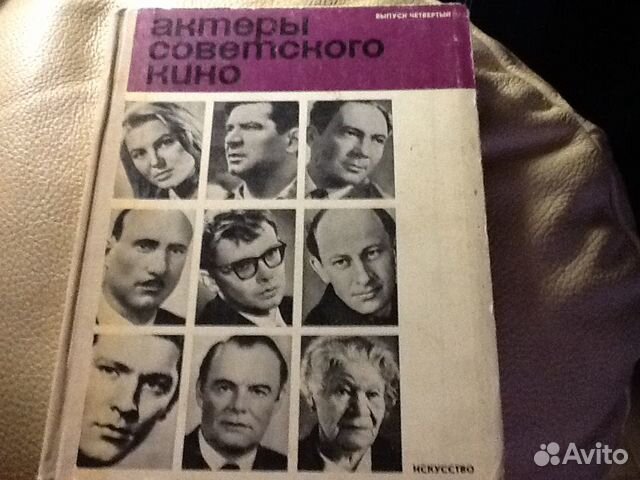 выпуск четвертый
актеры
советского
кино
искусство
Avito